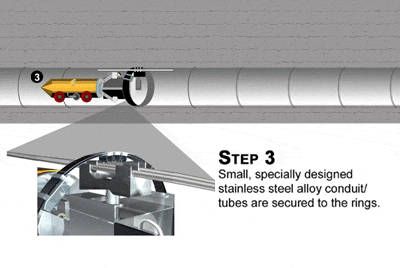 3
STEP 3
Small, specially designed
stainless steel alloy conduit/
tubes are secured to the rings.